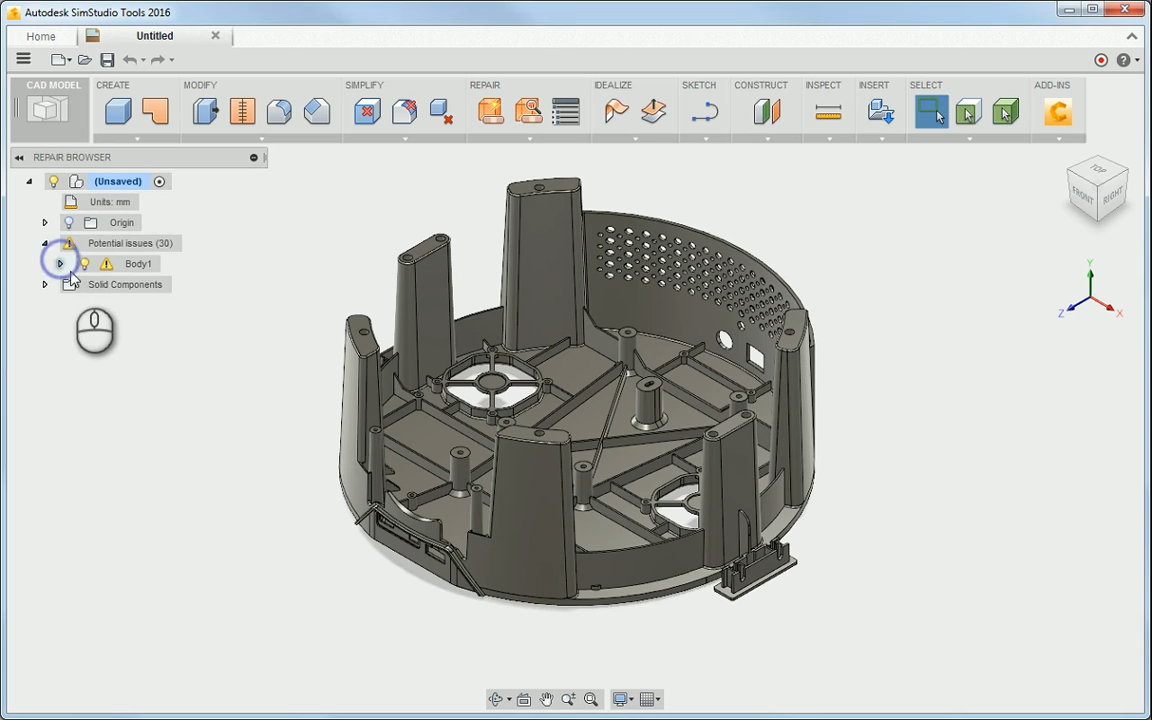 Autodesk SimStudio Tools 2016
Home
Untitled
CAD MODEL
CREATE
MODIFY
SIMPLIFY
REPAIR
IDEALIZE
SKETCH
CONSTRUCT
INSPECT
INSERT
SELECT
ADD-INS
REPAIR BROWSER
(Unsaved)
Units: mm
Origin
Potential issues (30)
Body1
Solid Components
TOP
FRONT
RIGHT
Y
Z
X